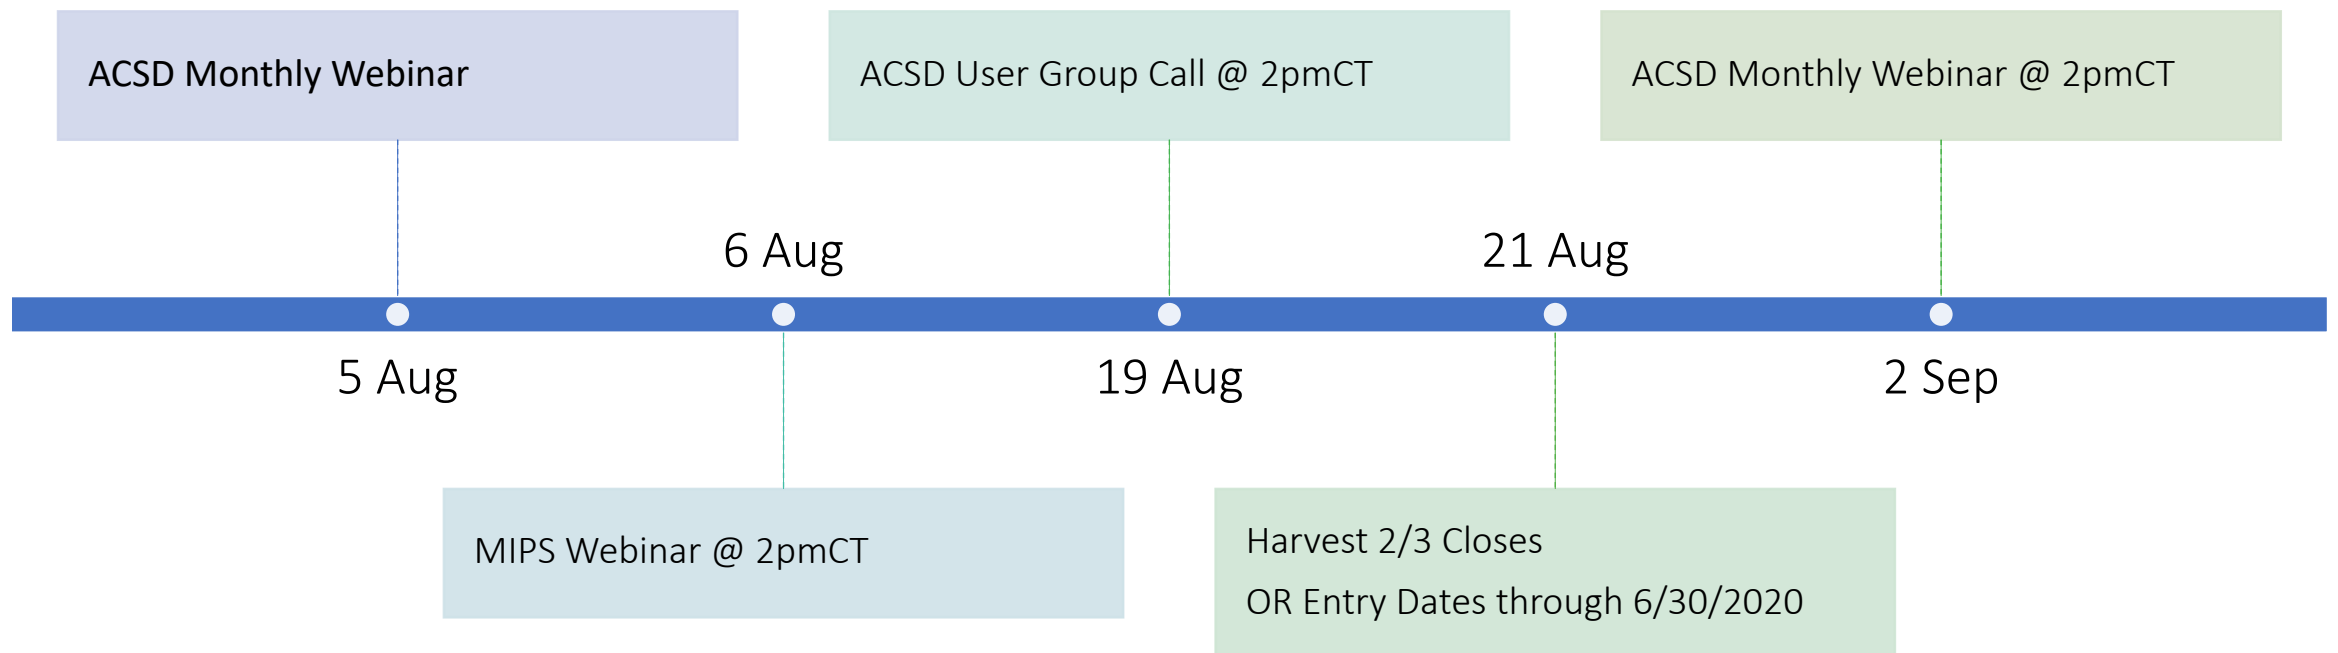 ACSD Monthly Webinar
ACSD User Group Call @ 2pmCT
ACSD Monthly Webinar @ 2pmCT
6 Aug
21 Aug
5 Aug
19 Aug
2 Sep
MIPS Webinar @ 2pmCT
Harvest 2/3 Closes
OR Entry Dates through 6/30/2020